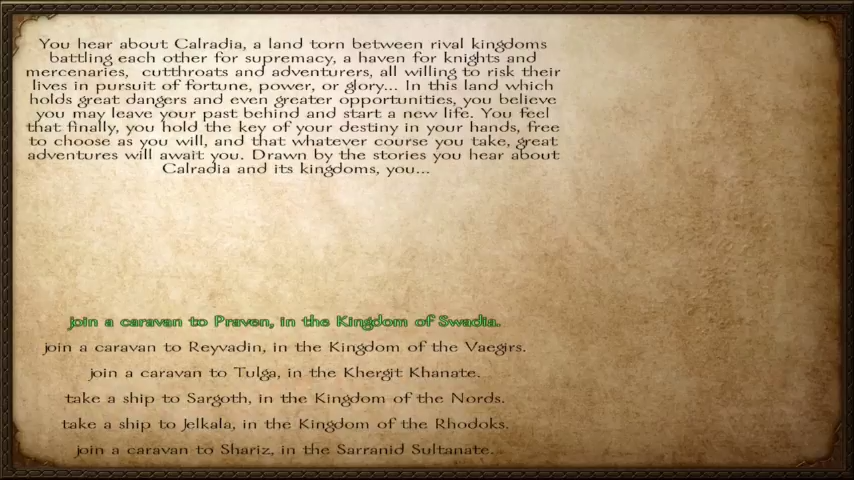 You hear about Calradia, a land torn between rival kingdoms
battling each other for supremacy, a haven for knights and
mercenaries, cutthroats and adventurers, all willing to risk their
lives in pursuit of fortune, power, or glory... In this land which
holds great dangers and even greater opportunities, you believe
you may leave your past behind and start a new life. You feel
that finally, you hold the key of your destiny in your hands, free
to choose as you will, and that whatever course you take, great
adventures will await you. Drawn by the stories you hear about
Calradia and its kingdoms, you...
join a caravan to Praven, in the Kingdom of Swadia.
join a caravan to Reyvadin, in the Kingdom of the Vaegirs.
join a caravan to Tulga, in the Khergit Khanate.
take a ship to Sargoth, in the Kingdom of the Nords.
take a ship to Jelkala, in the Kingdom of the Rhodoks.
join a caravan to Shariz, in the Sarranid Sultanate.